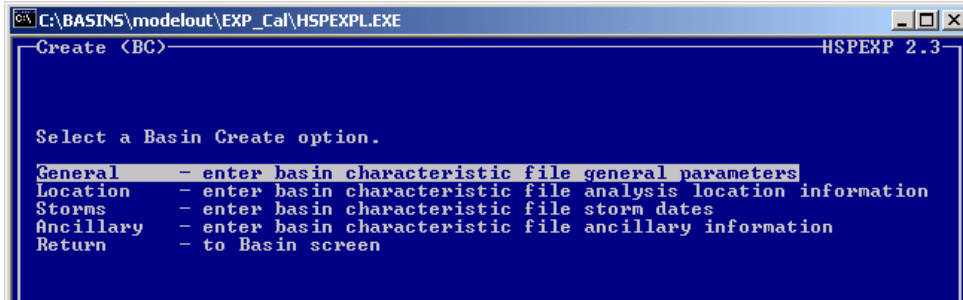 C:\BASINS\modelout\EXP_Cal\HSPEXPL.EXE
Create (BC) HSPEXP 2.3
Select a Basin Create option.
General - enter basin characteristic file general parameters
Location - enter basin characteristic file analysis location information
Storms - enter basin characteristic file storm dates
Ancillary - enter basin characteristic file ancillary information
Return - to Basin screen